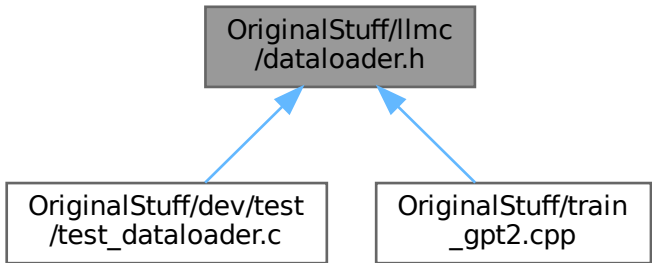 OriginalStuff/llmc
/dataloader.h
OriginalStuff/dev/test
/test_dataloader.c
OriginalStuff/train
_gpt2.cpp